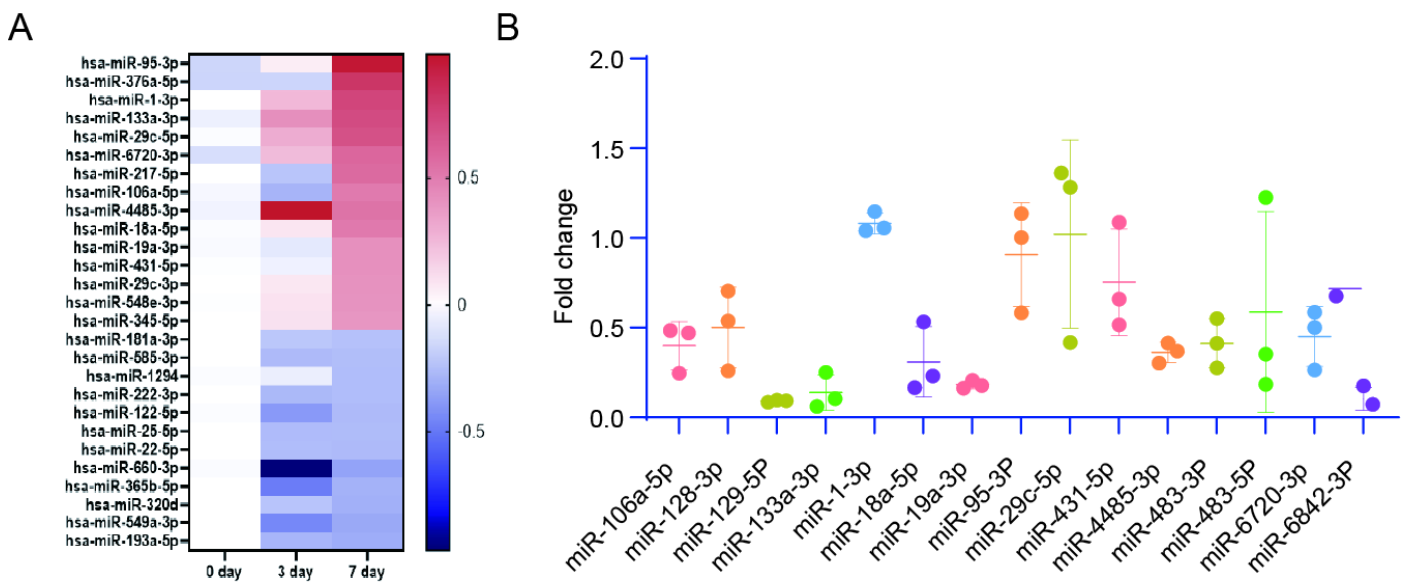 A
hsa-miR-95-3p
hsa-miR-376a-5p
hsa-miR-1-3p
hsa-miR-133a-3p
hsa-miR-29c-5p
hsa-miR-6720-3p
hsa-miR-217-5p
hsa-miR-106a-5p
hsa-miR-4485-3p
hsa-miR-18a-5p
hsa-miR-19a-3p
hsa-miR-431-5p
hsa-miR-29c-3p
hsa-miR-548e-3p
hsa-miR-345-5p
hsa-miR-181a-3p
hsa-miR-585-3p
hsa-miR-1294
hsa-miR-222-3p
hsa-miR-122-5p
hsa-miR-25-5p
hsa-miR-22-5p
hsa-miR-660-3p
hsa-miR-365b-5p
hsa-miR-320d
hsa-miR-549a-3p
hsa-miR-193a-5p
0 day
3 day
7 day
0.5
0
-0.5
B
Fold change
2.0
1.5
1.0
0.5
0.0
miR-106a-5p
miR-128-3p
miR-129-5P
miR-133a-3p
miR-1-3p
miR-18a-5p
miR-19a-3p
miR-95-3P
miR-29c-5p
miR-431-5p
miR-4485-3p
miR-483-3P
miR-483-5P
miR-6720-3p
miR-6842-3P